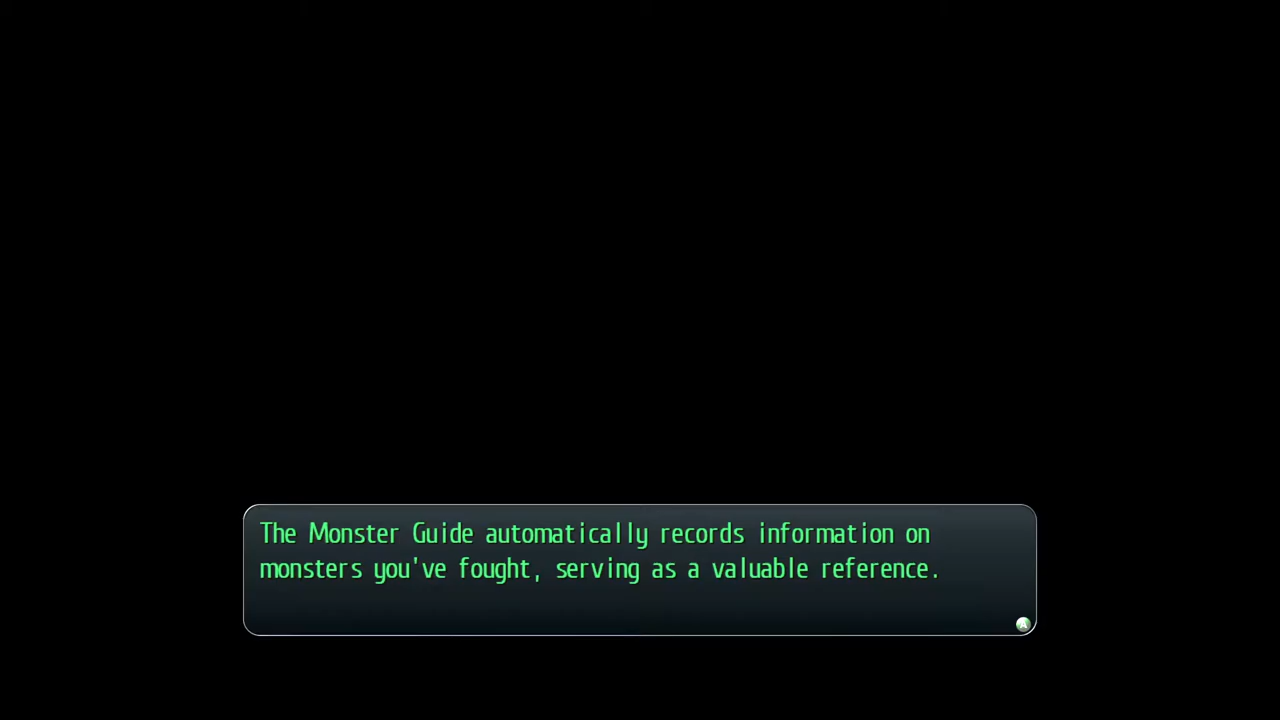 The Monster Guide automatically records information on
monsters you've fought, serving as a valuable reference.
A